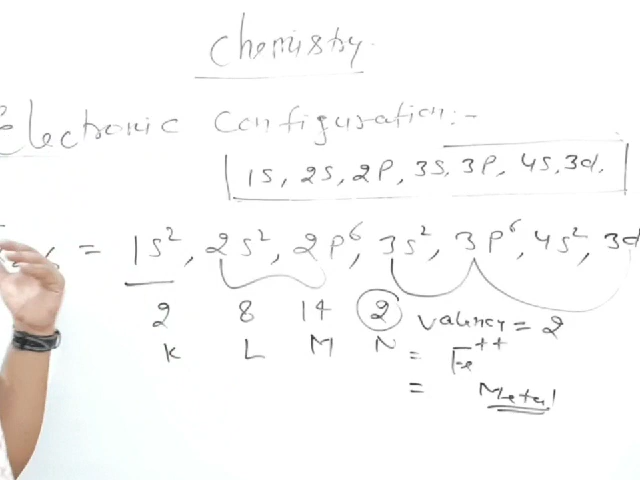 Chemistry.
Electronic Configuration:-
1s, 2s, 2p, 3s, 3p, 4s, 3d.
= 1s², 2s², 2p⁶, 3s², 3p⁶, 4s², 3d
2 8 14 2 Valency = 2
K L M N = Fe⁺⁺
= Metal